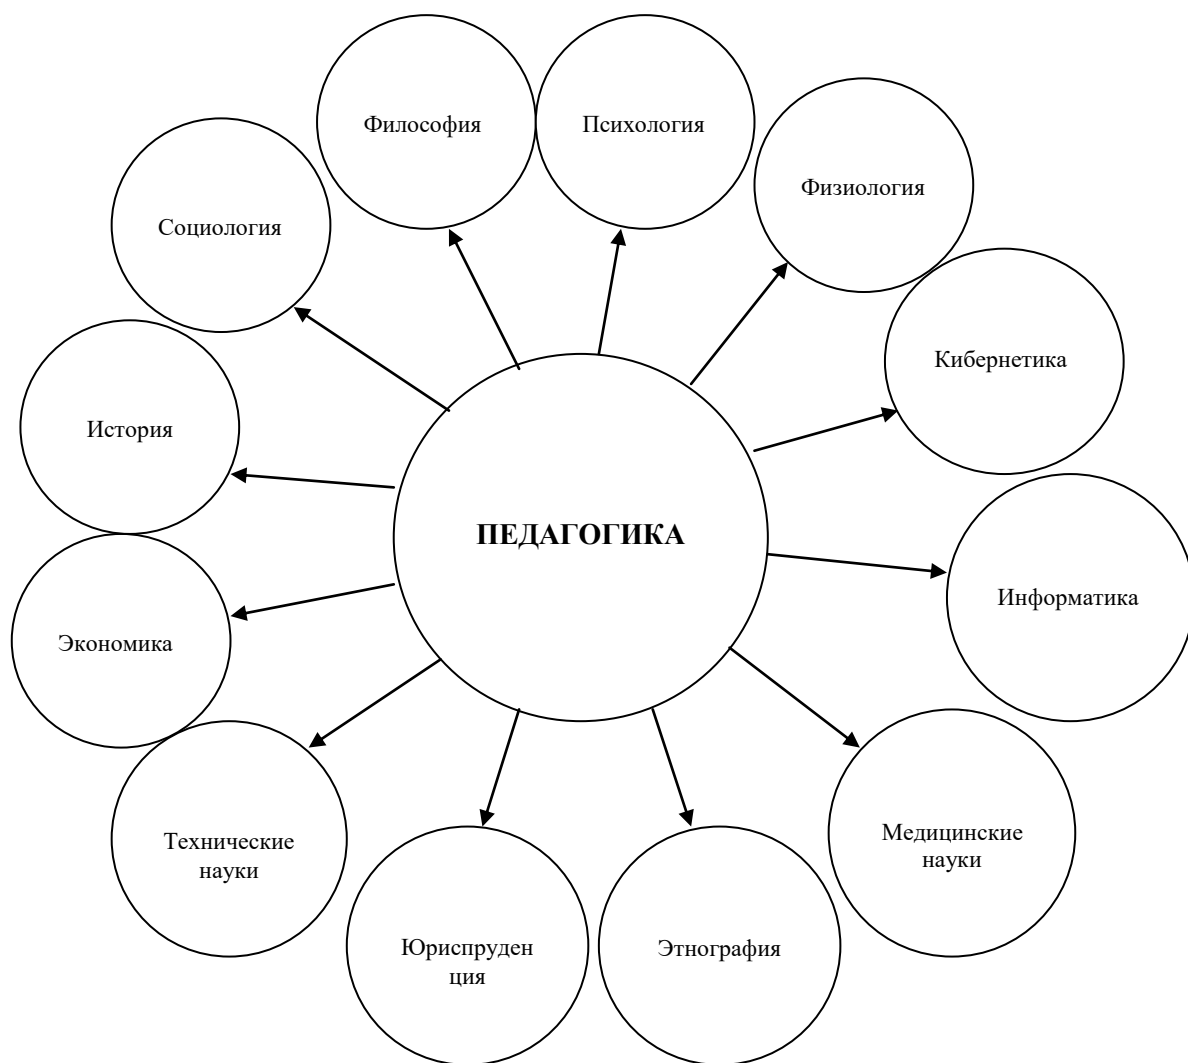 Философия
Психология
Физиология
Социология
Кибернетика
История
ПЕДАГОГИКА
Информатика
Экономика
Технические
науки
Медицинские
науки
Юриспруден
ция
Этнография